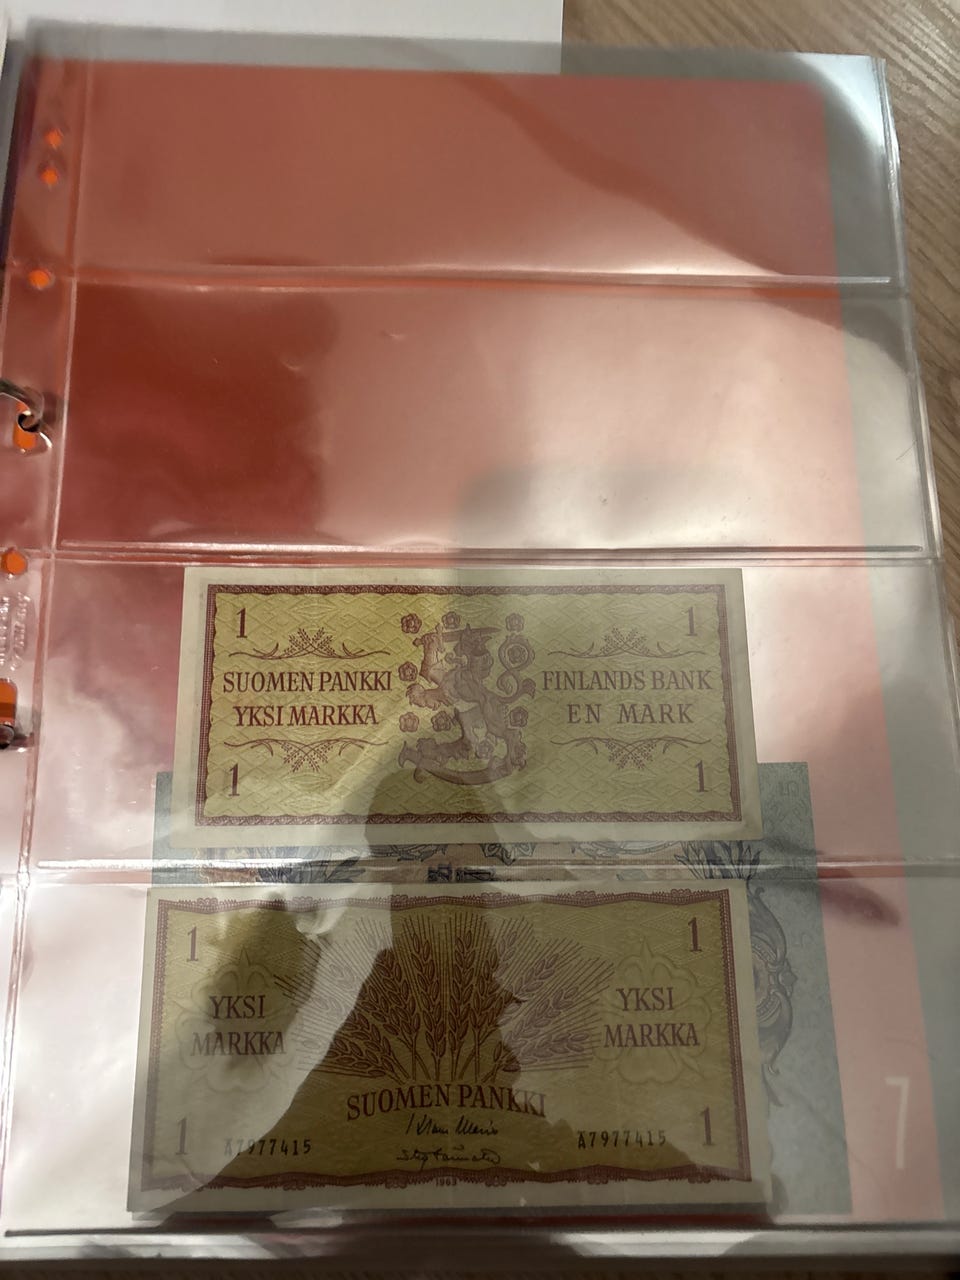 1 1
SUOMEN PANKKI FINLANDS BANK
YKSI MARKKA EN MARK
1 1
1 1
YKSI MARKKA
YKSI MARKKA
SUOMEN PANKKI
1 1
A7977415 A7977415
1963
7